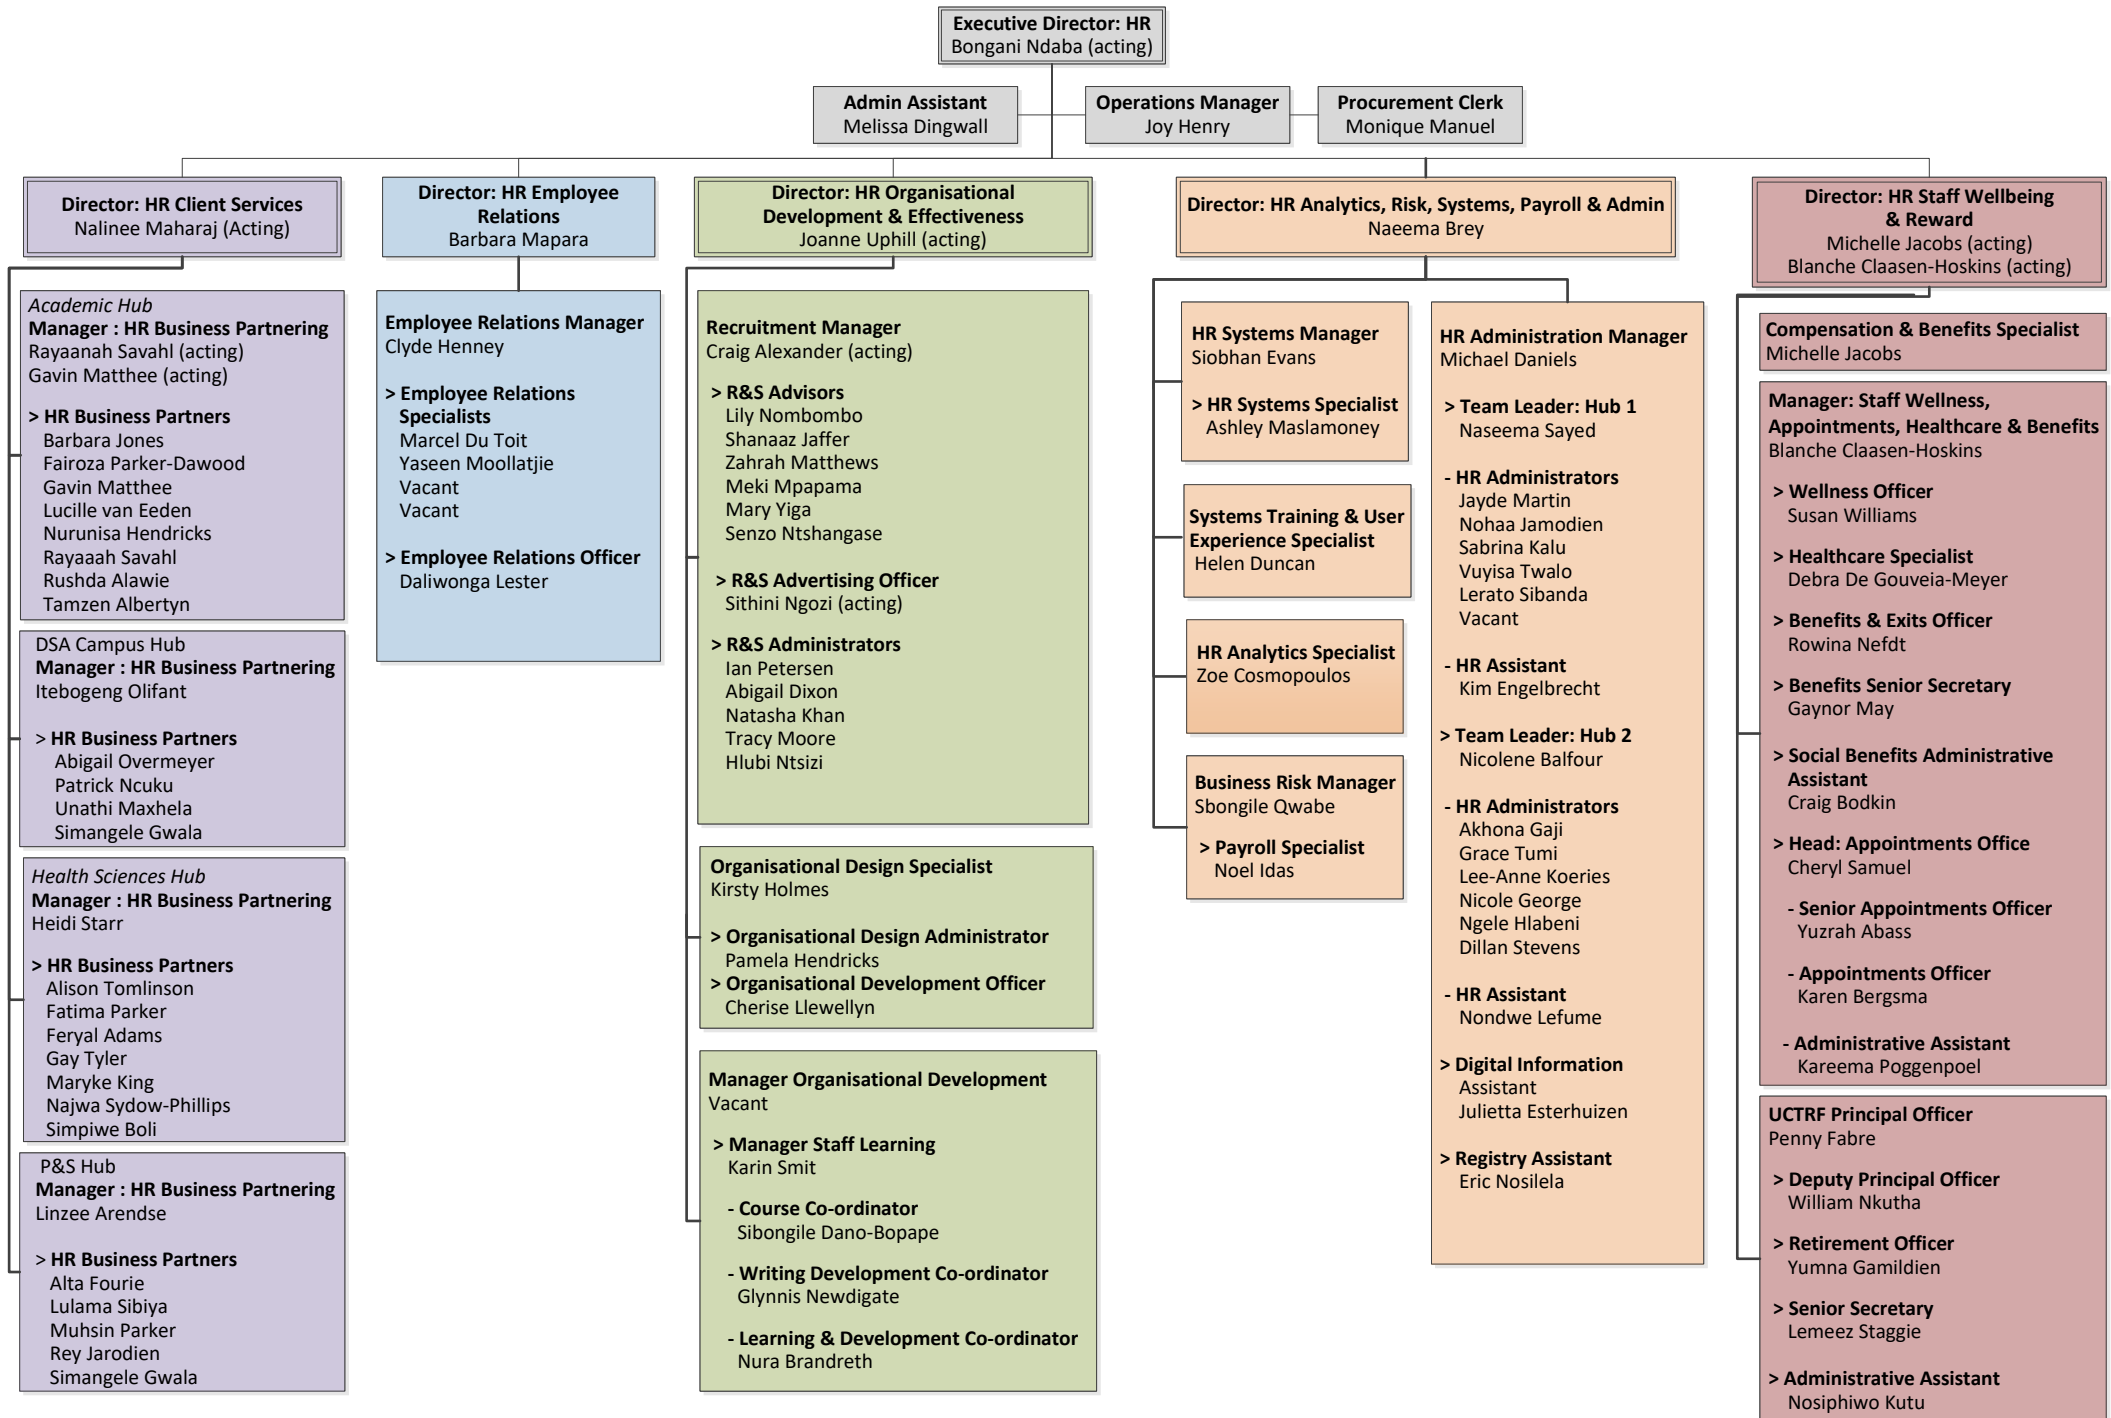 Executive Director: HR
Bongani Ndaba (acting)
Admin Assistant
Melissa Dingwall
Operations Manager
Joy Henry
Procurement Clerk
Monique Manuel
Director: HR Client Services
Nalinee Maharaj (Acting)
Academic Hub
Manager : HR Business Partnering
Rayaanah Savahl (acting)
Gavin Matthee (acting)
> HR Business Partners
Barbara Jones
Fairoza Parker-Dawood
Gavin Matthee
Lucille van Eeden
Nurunisa Hendricks
Rayaaah Savahl
Rushda Alawie
Tamzen Albertyn
DSA Campus Hub
Manager : HR Business Partnering
Itebogeng Olifant
> HR Business Partners
Abigail Overmeyer
Patrick Ncuku
Unathi Maxhela
Simangele Gwala
Health Sciences Hub
Manager : HR Business Partnering
Heidi Starr
> HR Business Partners
Alison Tomlinson
Fatima Parker
Feryal Adams
Gay Tyler
Maryke King
Najwa Sydow-Phillips
Simpiwe Boli
P&S Hub
Manager : HR Business Partnering
Linzee Arendse
> HR Business Partners
Alta Fourie
Lulama Sibiya
Muhsin Parker
Rey Jarodien
Simangele Gwala
Director: HR Employee
Relations
Barbara Mapara
Employee Relations Manager
Clyde Henney
> Employee Relations
Specialists
Marcel Du Toit
Yaseen Moollatjie
Vacant
Vacant
> Employee Relations Officer
Daliwonga Lester
Director: HR Organisational
Development & Effectiveness
Joanne Uphill (acting)
Recruitment Manager
Craig Alexander (acting)
> R&S Advisors
Lily Nombombo
Shanaaz Jaffer
Zahrah Matthews
Meki Mpapama
Mary Yiga
Senzo Ntshangase
> R&S Advertising Officer
Sithini Ngozi (acting)
> R&S Administrators
Ian Petersen
Abigail Dixon
Natasha Khan
Tracy Moore
Hlubi Ntsizi
Organisational Design Specialist
Kirsty Holmes
> Organisational Design Administrator
Pamela Hendricks
> Organisational Development Officer
Cherise Llewellyn
Manager Organisational Development
Vacant
> Manager Staff Learning
Karin Smit
- Course Co-ordinator
Sibongile Dano-Bopape
- Writing Development Co-ordinator
Glynnis Newdigate
- Learning & Development Co-ordinator
Nura Brandreth
Director: HR Analytics, Risk, Systems, Payroll & Admin
Naeema Brey
HR Systems Manager
Siobhan Evans
> HR Systems Specialist
Ashley Maslamoney
Systems Training & User
Experience Specialist
Helen Duncan
HR Analytics Specialist
Zoe Cosmopoulos
Business Risk Manager
Sbongile Qwabe
> Payroll Specialist
Noel Idas
HR Administration Manager
Michael Daniels
> Team Leader: Hub 1
Naseema Sayed
- HR Administrators
Jayde Martin
Nohaa Jamodien
Sabrina Kalu
Vuyisa Twalo
Lerato Sibanda
Vacant
- HR Assistant
Kim Engelbrecht
> Team Leader: Hub 2
Nicolene Balfour
- HR Administrators
Akhona Gaji
Grace Tumi
Lee-Anne Koeries
Nicole George
Ngele Hlabeni
Dillan Stevens
- HR Assistant
Nondwe Lefume
> Digital Information
Assistant
Julietta Esterhuizen
> Registry Assistant
Eric Nosilela
Director: HR Staff Wellbeing
& Reward
Michelle Jacobs (acting)
Blanche Claasen-Hoskins (acting)
Compensation & Benefits Specialist
Michelle Jacobs
Manager: Staff Wellness,
Appointments, Healthcare & Benefits
Blanche Claasen-Hoskins
> Wellness Officer
Susan Williams
> Healthcare Specialist
Debra De Gouveia-Meyer
> Benefits & Exits Officer
Rowina Nefdt
> Benefits Senior Secretary
Gaynor May
> Social Benefits Administrative
Assistant
Craig Bodkin
> Head: Appointments Office
Cheryl Samuel
- Senior Appointments Officer
Yuzrah Abass
- Appointments Officer
Karen Bergsma
- Administrative Assistant
Kareema Poggenpoel
UCTRF Principal Officer
Penny Fabre
> Deputy Principal Officer
William Nkutha
> Retirement Officer
Yumna Gamildien
> Senior Secretary
Lemeez Staggie
> Administrative Assistant
Nosiphiwo Kutu